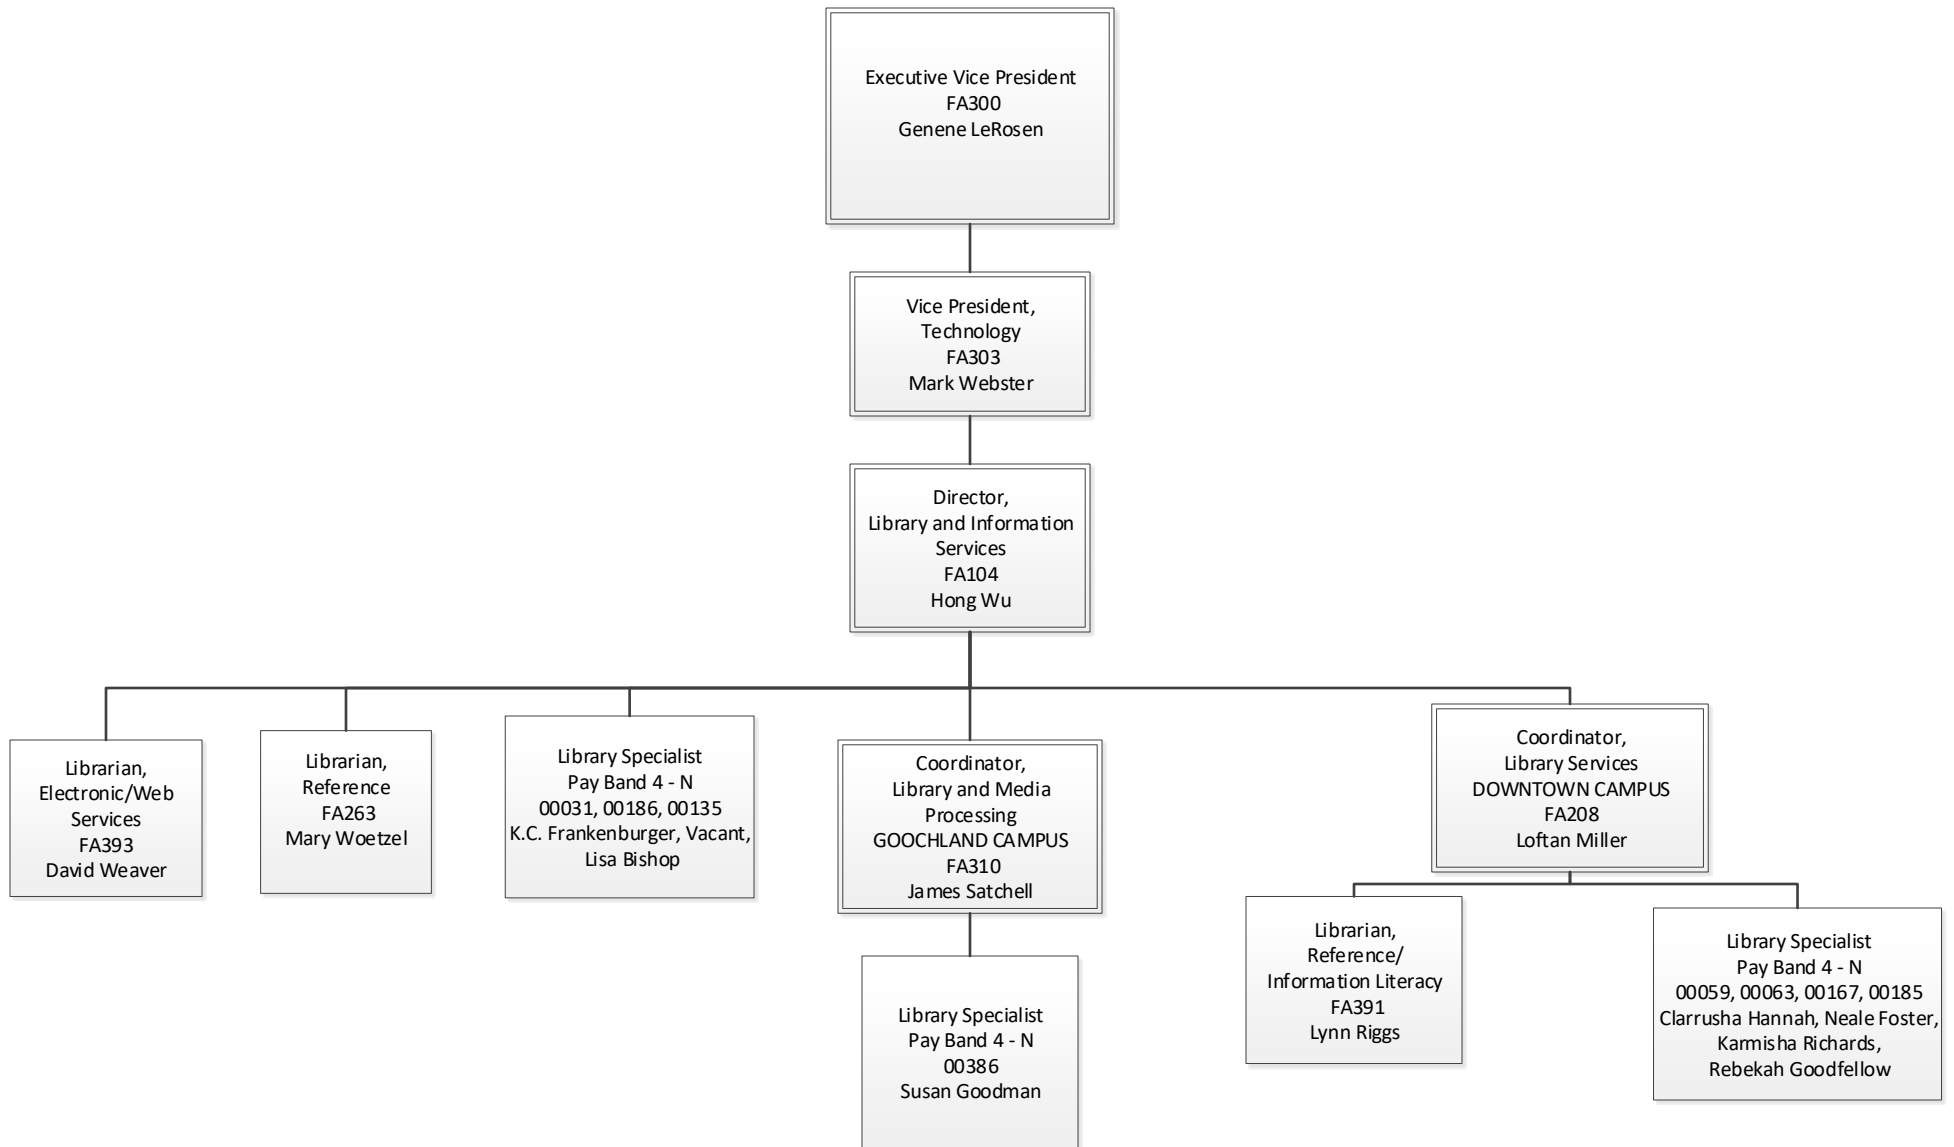 Executive Vice President
FA300
Genene LeRosen
Vice President,
Technology
FA303
Mark Webster
Director,
Library and Information
Services
FA104
Hong Wu
Librarian,
Electronic/Web
Services
FA393
David Weaver
Librarian,
Reference
FA263
Mary Woetzel
Library Specialist
Pay Band 4 - N
00031, 00186, 00135
K.C. Frankenburger, Vacant,
Lisa Bishop
Coordinator,
Library and Media
Processing
GOOCHLAND CAMPUS
FA310
James Satchell
Coordinator,
Library Services
DOWNTOWN CAMPUS
FA208
Loftan Miller
Library Specialist
Pay Band 4 - N
00386
Susan Goodman
Librarian,
Reference/
Information Literacy
FA391
Lynn Riggs
Library Specialist
Pay Band 4 - N
00059, 00063, 00167, 00185
Clarrusha Hannah, Neale Foster,
Karmisha Richards,
Rebekah Goodfellow